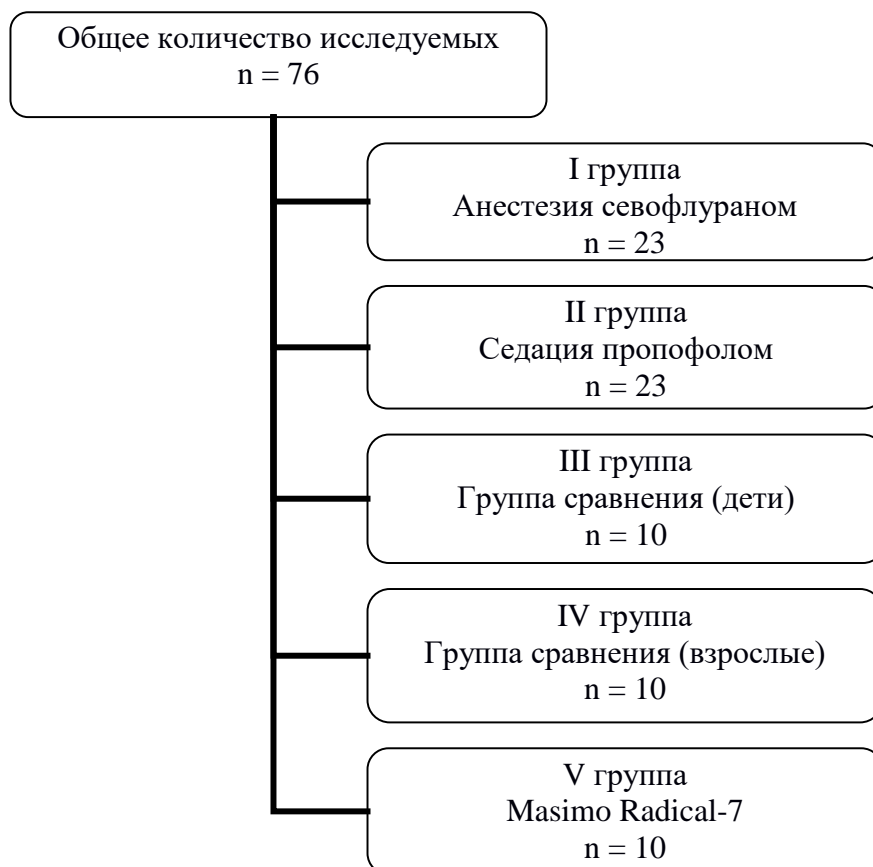 Общее количество исследуемых
n = 76
I группа
Анестезия севофлураном
n = 23
II группа
Седация пропофолом
n = 23
III группа
Группа сравнения (дети)
n = 10
IV группа
Группа сравнения (взрослые)
n = 10
V группа
Masimo Radical-7
n = 10